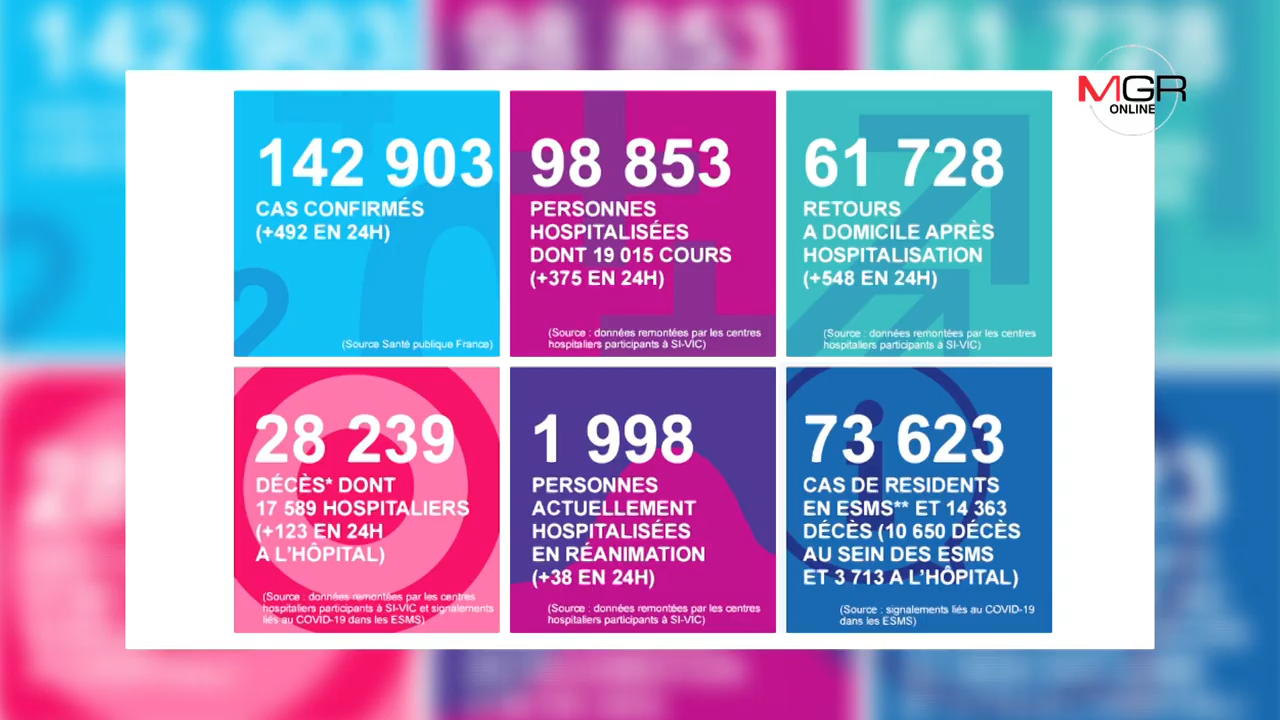 MGR
ONLINE
142 903
CAS CONFIRMÉS
(+492 EN 24H)
(Source Santé publique France)
98 853
PERSONNES
HOSPITALISÉES
DONT 19 015 COURS
(+375 EN 24H)
(Source : données remontées par les centres
hospitaliers participants à SI-VIC)
61 728
RETOURS
A DOMICILE APRÈS
HOSPITALISATION
(+548 EN 24H)
(Source : données remontées par les centres
hospitaliers participants à SI-VIC)
28 239
DÉCÈS* DONT
17 589 HOSPITALIERS
(+123 EN 24H
A L'HÔPITAL)
(Source : données remontées par les centres
hospitaliers participants à SI-VIC et signalements
liés au COVID-19 dans les ESMS)
1 998
PERSONNES
ACTUELLEMENT
HOSPITALISÉES
EN RÉANIMATION
(+38 EN 24H)
(Source : données remontées par les centres
hospitaliers participants à SI-VIC)
73 623
CAS DE RESIDENTS
EN ESMS** ET 14 363
DÉCÈS (10 650 DÉCÈS
AU SEIN DES ESMS
ET 3 713 A L'HÔPITAL)
(Source : signalements liés au COVID-19
dans les ESMS)